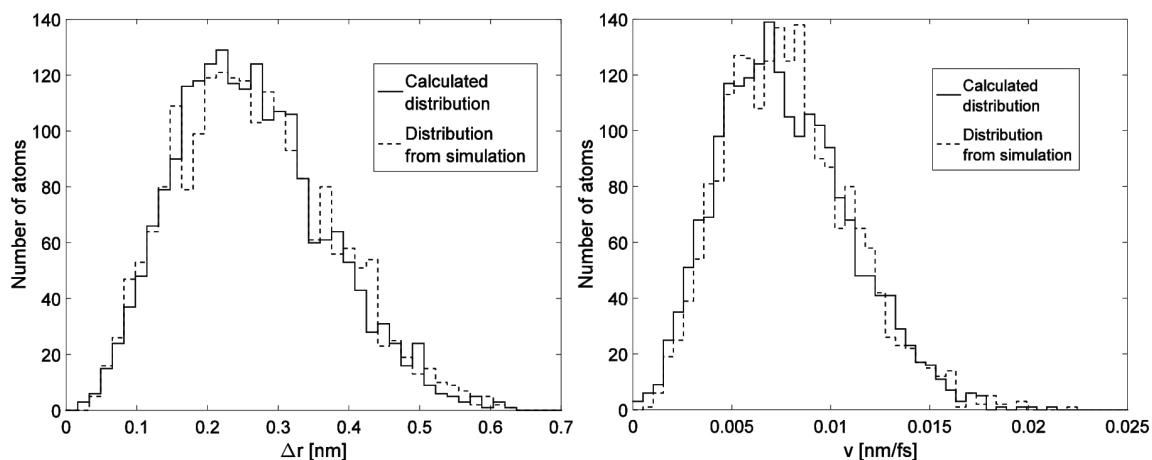 140
120
100
80
60
40
20
0
Number of atoms
0 0.1 0.2 0.3 0.4 0.5 0.6 0.7
Δr [nm]
Calculated
distribution
Distribution
from simulation
140
120
100
80
60
40
20
0
Number of atoms
0 0.005 0.01 0.015 0.02 0.025
v [nm/fs]
Calculated
distribution
Distribution
from simulation